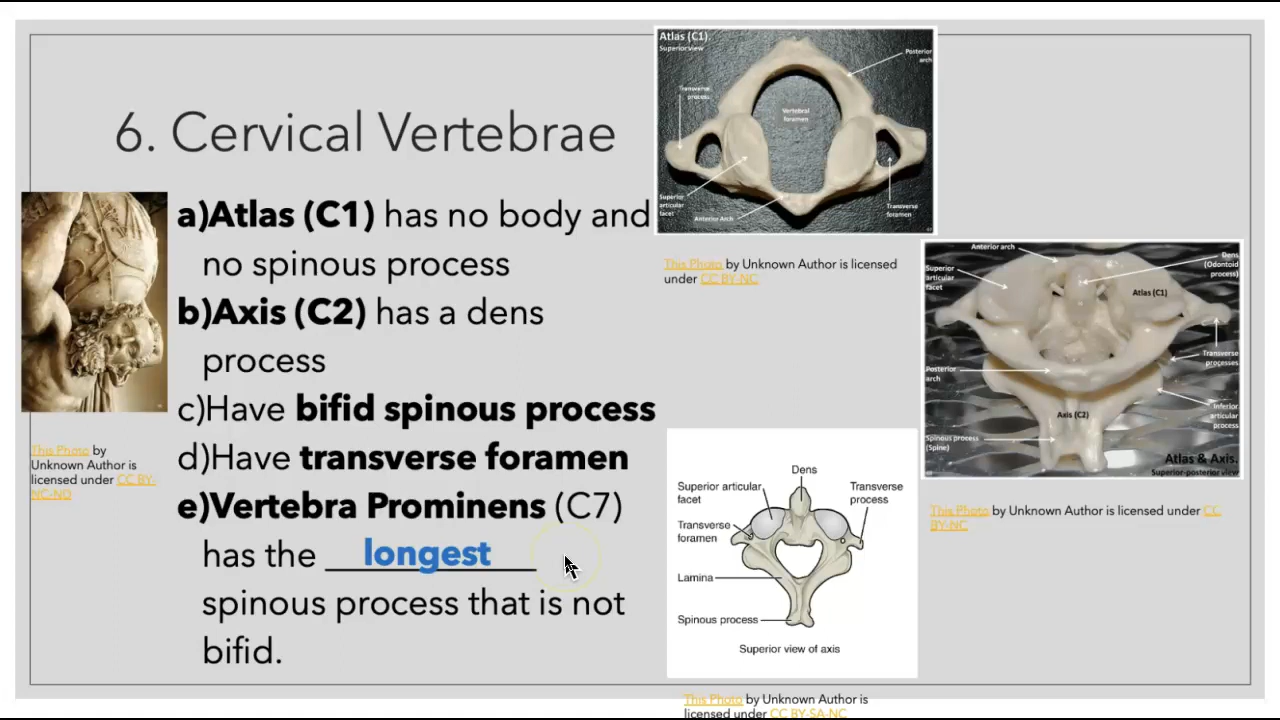 6. Cervical Vertebrae
a)Atlas (C1) has no body and
no spinous process
b)Axis (C2) has a dens
process
c)Have bifid spinous process
d)Have transverse foramen
e)Vertebra Prominens (C7)
has the longest
spinous process that is not
bifid.
This Photo by
Unknown Author is
licensed under CC BY-
NC-ND
Atlas (C1)
Superior view
Posterior
arch
Transverse
process
Vertebral
foramen
Superior
articular
facet
Anterior Arch
Transverse
foramen
This Photo by Unknown Author is licensed
under CC BY-NC
Anterior arch
Dens
(Odontoid
process)
Superior
articular
facet
Atlas (C1)
Transverse
processes
Posterior
arch
Inferior
articular
process
Axis (C2)
Spinous process
(Spine)
Atlas & Axis.
Superior-posterior view
This Photo by Unknown Author is licensed under CC
BY-NC
Dens
Superior articular
facet
Transverse
process
Transverse
foramen
Lamina
Spinous process
Superior view of axis
This Photo by Unknown Author is
licensed under CC BY-SA-NC